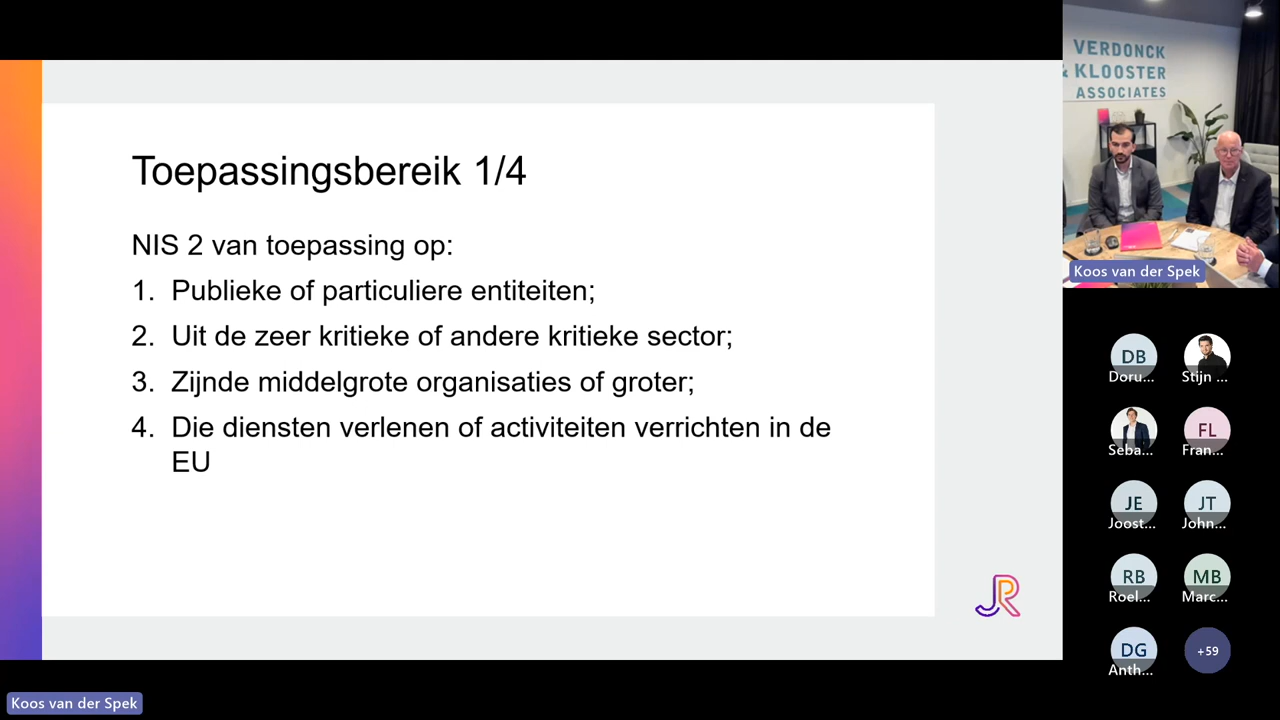 Toepassingsbereik 1/4
NIS 2 van toepassing op:
1. Publieke of particuliere entiteiten;
2. Uit de zeer kritieke of andere kritieke sector;
3. Zijnde middelgrote organisaties of groter;
4. Die diensten verlenen of activiteiten verrichten in de
EU
JR
VERDONCK
& KLOOSTER
ASSOCIATES
Koos van der Spek
DB
Doru...
Stijn ...
Seba...
FL
Fran...
JE
Joost...
JT
John...
RB
Roel...
MB
Marc...
DG
Anth...
+59
Koos van der Spek